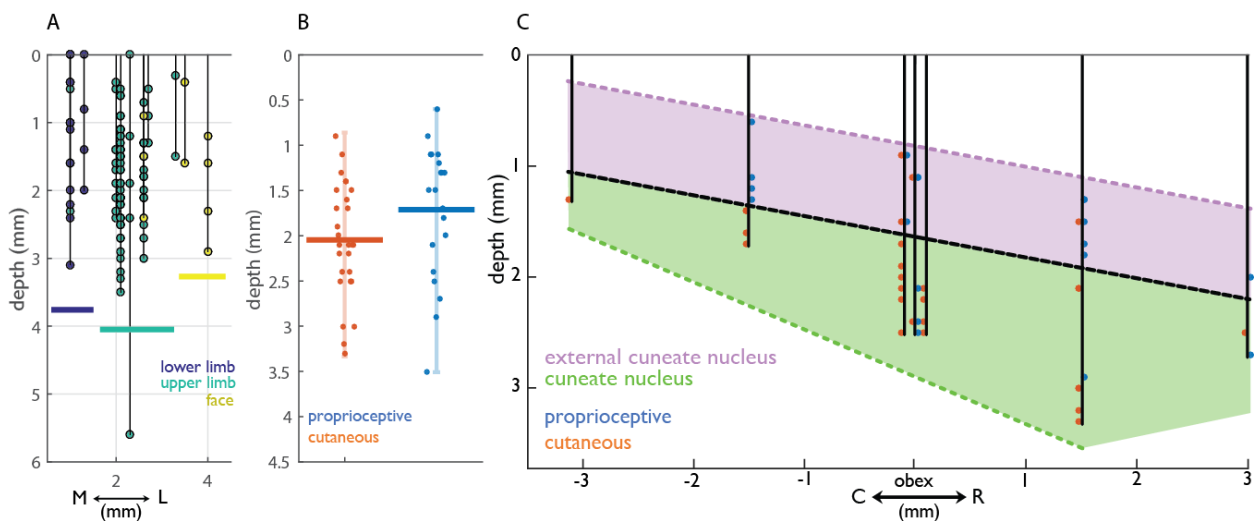 A
0
1
2
3
4
5
6
depth (mm)
lower limb
upper limb
face
2
4
M L
(mm)
B
0
0.5
1
1.5
2
2.5
3
3.5
4
4.5
depth (mm)
proprioceptive
cutaneous
C
0
1
2
3
depth (mm)
external cuneate nucleus
cuneate nucleus
proprioceptive
cutaneous
-3 -2 -1 obex 1 2 3
C R
(mm)